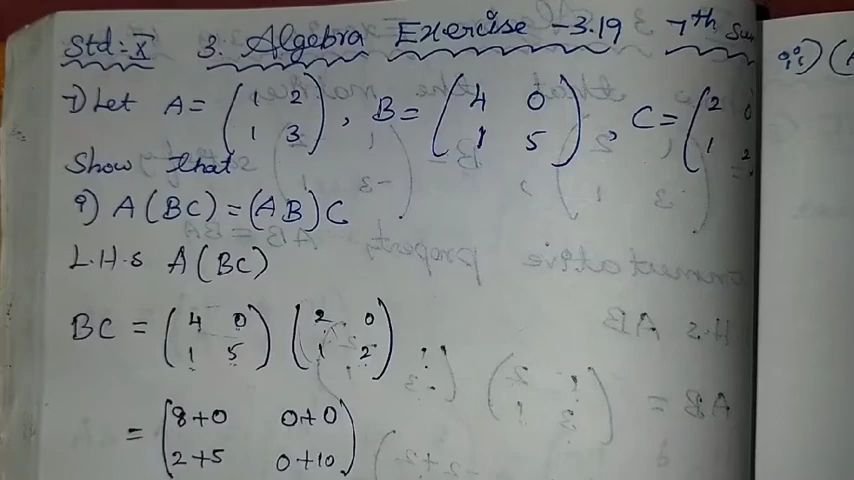 Std: X 3. Algebra Exercise - 3.19 7th
7) Let A = ( 1 2 ) , B = ( 4 0 ) , C = ( 2 0
1 3 1 5 1 2
Show that
i) A (BC) = (AB) C
L.H.S A (BC)
BC = ( 4 0 ) ( 2 0 )
1 5 1 2
= ( 8+0 0+0 )
2+5 0+10
ii) (A